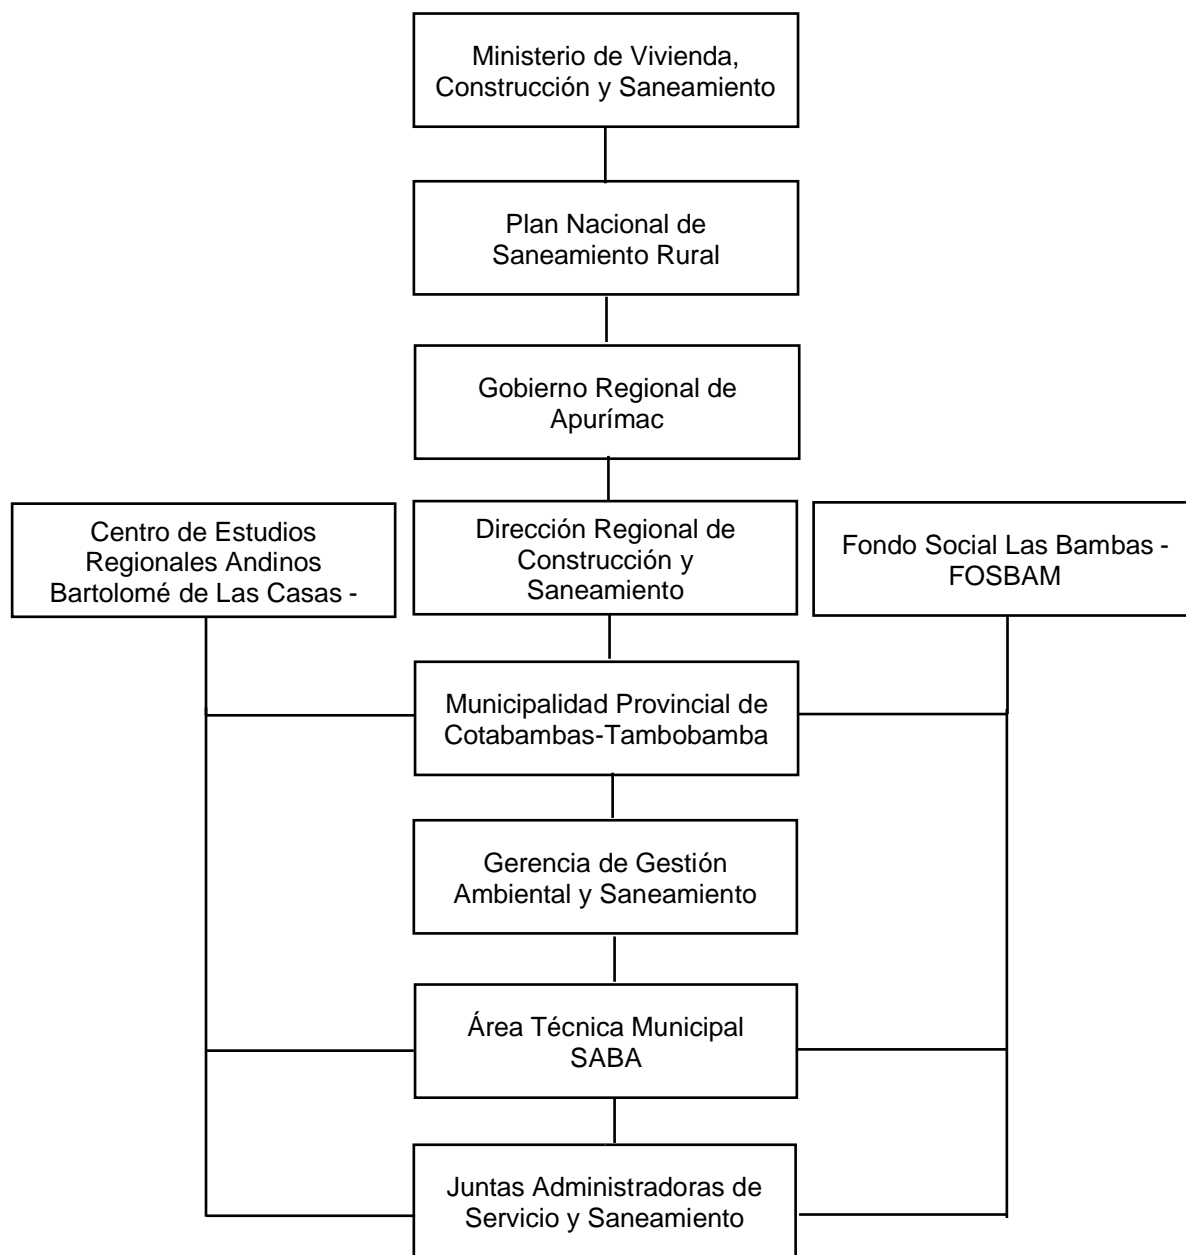 Ministerio de Vivienda,
Construcción y Saneamiento
Plan Nacional de
Saneamiento Rural
Gobierno Regional de
Apurímac
Centro de Estudios
Regionales Andinos
Bartolomé de Las Casas -
Dirección Regional de
Construcción y
Saneamiento
Fondo Social Las Bambas -
FOSBAM
Municipalidad Provincial de
Cotabambas-Tambobamba
Gerencia de Gestión
Ambiental y Saneamiento
Área Técnica Municipal
SABA
Juntas Administradoras de
Servicio y Saneamiento